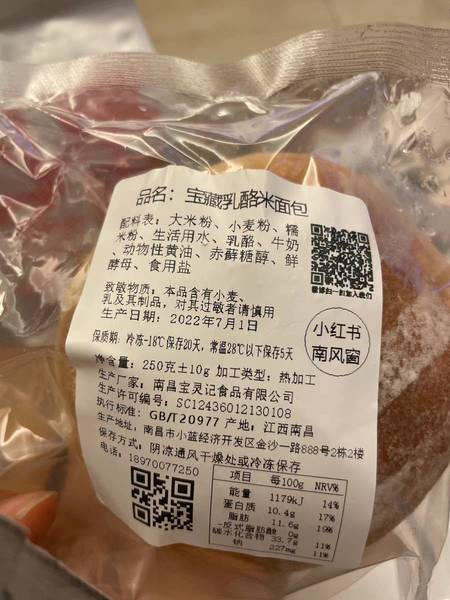 品名：宝藏乳酪米面包
配料表：大米粉、小麦粉、糯
米粉、生活用水、乳酪、牛奶
、动物性黄油、赤藓糖醇、鲜
酵母、食用盐
致敏物质：本品含有小麦、
乳及其制品，对其过敏者请慎用
生产日期：2022年7月1日
保质期：冷冻-18℃保存20天，常温28℃以下保存5天
净含量：250克±10g 加工类型：热加工
生产厂家：南昌宝灵记食品有限公司
生产许可编号：SC12436012130108
执行标准：GB/T20977 产地：江西南昌
生产地址：南昌市小蓝经济开发区金沙一路888号2栋2楼
保存方式：阴凉通风干燥处或冷冻保存
电话：18970077250
小红书
南风窗
项目 每100g NRV%
能量 1179kJ 14%
蛋白质 10.4g 17%
脂肪 11.6g 19%
-反式脂肪酸 0g
碳水化合物 33.7g 11%
钠 227mg 11%